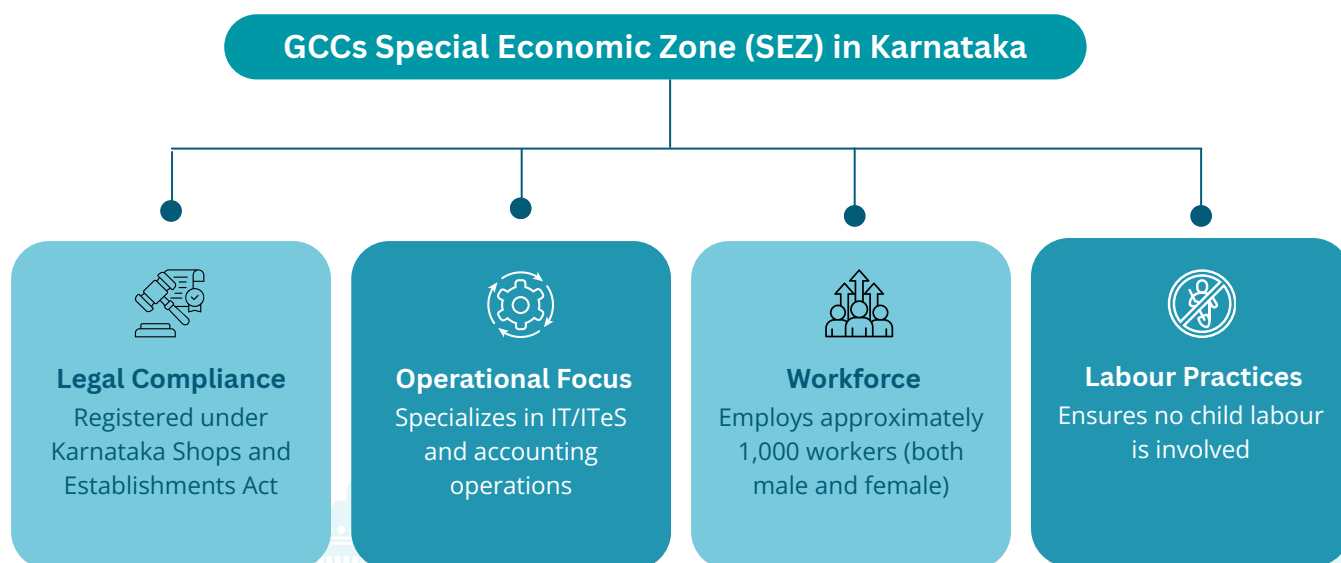 GCCs Special Economic Zone (SEZ) in Karnataka
Legal Compliance
Registered under
Karnataka Shops and
Establishments Act
Operational Focus
Specializes in IT/ITeS
and accounting
operations
Workforce
Employs approximately
1,000 workers (both
male and female)
Labour Practices
Ensures no child labour
is involved